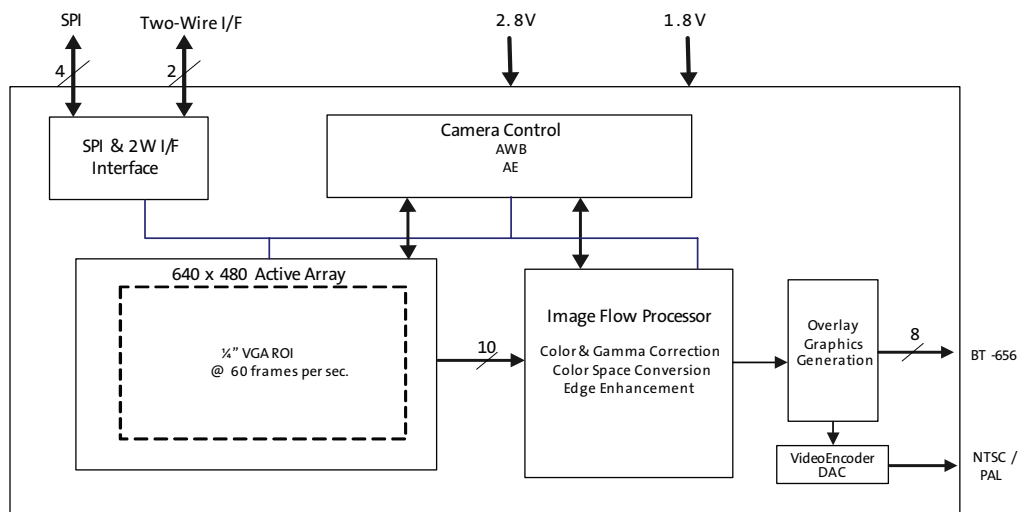 SPI
Two-Wire I/F
2.8V
1.8V
4
2
SPI & 2W I/F
Interface
Camera Control
AWB
AE
640 x 480 Active Array
¼” VGA ROI
@ 60 frames per sec.
10
Image Flow Processor
Color & Gamma Correction
Color Space Conversion
Edge Enhancement
Overlay
Graphics
Generation
8
BT -656
VideoEncoder
DAC
NTSC /
PAL